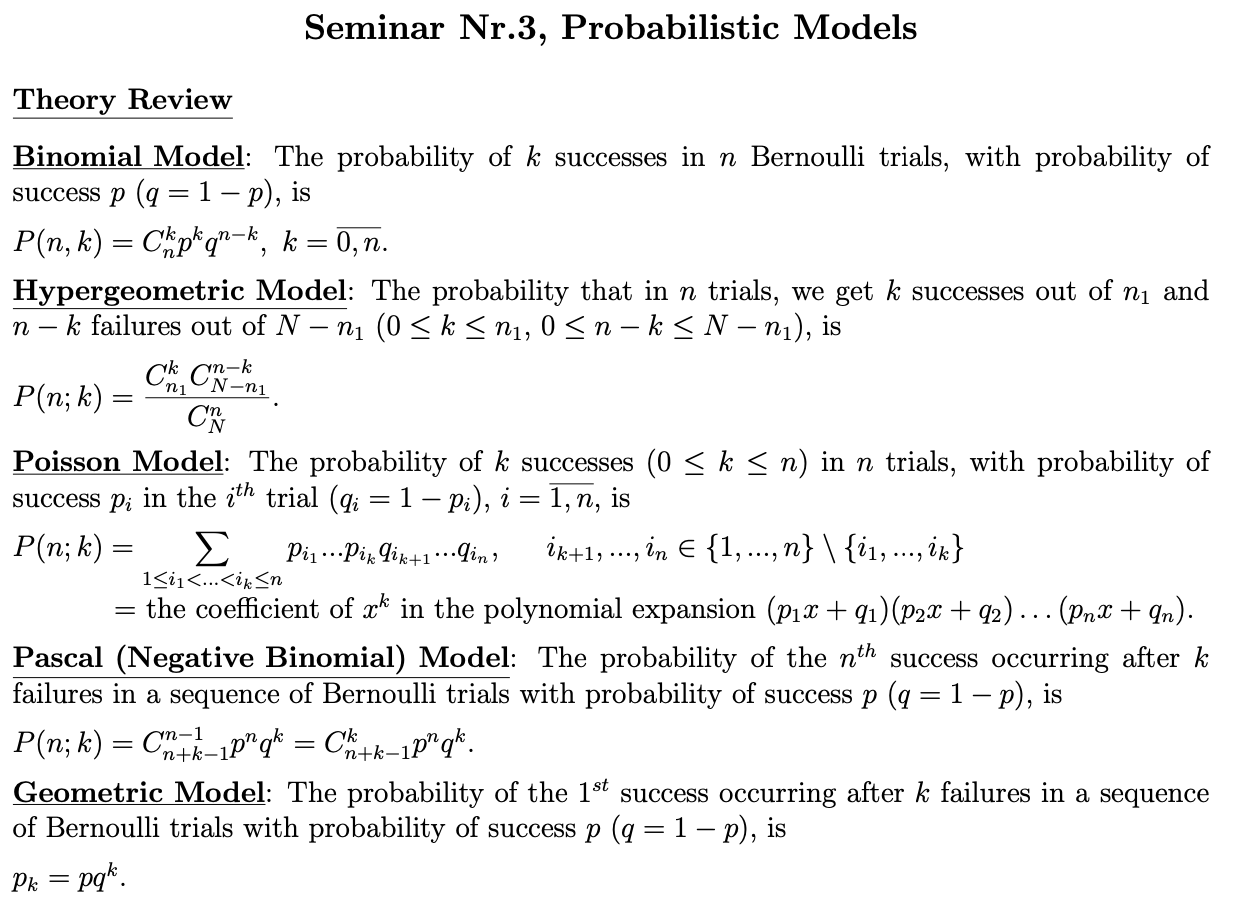 Seminar Nr.3, Probabilistic Models
Theory Review
Binomial Model: The probability of k successes in n Bernoulli trials, with probability of
success p (q = 1 − p), is
P(n, k) = C_n^k p^k q^{n−k}, k = \overline{0, n}.
Hypergeometric Model: The probability that in n trials, we get k successes out of n₁ and
n − k failures out of N − n₁ (0 ≤ k ≤ n₁, 0 ≤ n − k ≤ N − n₁), is
P(n; k) = \frac{C_{n_1}^k C_{N−n_1}^{n−k}}{C_N^n}.
Poisson Model: The probability of k successes (0 ≤ k ≤ n) in n trials, with probability of
success p_i in the i^{th} trial (q_i = 1 − p_i), i = \overline{1, n}, is
P(n; k) = \sum_{1≤i_1<...<i_k≤n} p_{i_1}...p_{i_k} q_{i_{k+1}}...q_{i_n}, i_{k+1}, ..., i_n ∈ {1, ..., n} \ {i_1, ..., i_k}
= the coefficient of x^k in the polynomial expansion (p_1x + q_1)(p_2x + q_2) . . . (p_nx + q_n).
Pascal (Negative Binomial) Model: The probability of the n^{th} success occurring after k
failures in a sequence of Bernoulli trials with probability of success p (q = 1 − p), is
P(n; k) = C_{n+k−1}^{n−1} p^n q^k = C_{n+k−1}^k p^n q^k.
Geometric Model: The probability of the 1^{st} success occurring after k failures in a sequence
of Bernoulli trials with probability of success p (q = 1 − p), is
p_k = pq^k.